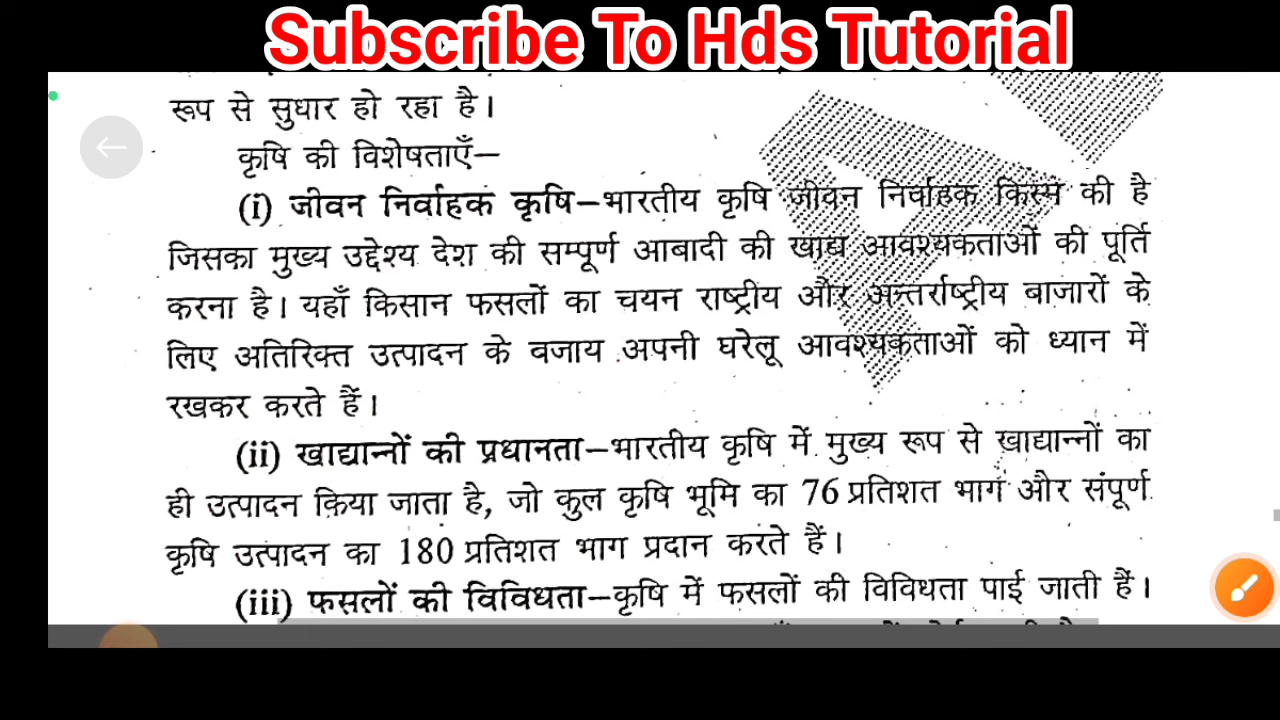 Subscribe To Hds Tutorial
रूप से सुधार हो रहा है।
कृषि की विशेषताएँ–
(i) जीवन निर्वाहक कृषि–भारतीय कृषि जीवन निर्वाहक किस्म की है
जिसका मुख्य उद्देश्य देश की सम्पूर्ण आबादी की खाद्य आवश्यकताओं की पूर्ति
करना है। यहाँ किसान फसलों का चयन राष्ट्रीय और अन्तर्राष्ट्रीय बाजारों के
लिए अतिरिक्त उत्पादन के बजाय अपनी घरेलू आवश्यकताओं को ध्यान में
रखकर करते हैं।
(ii) खाद्यान्नों की प्रधानता–भारतीय कृषि में मुख्य रूप से खाद्यान्नों का
ही उत्पादन किया जाता है, जो कुल कृषि भूमि का 76 प्रतिशत भाग और संपूर्ण
कृषि उत्पादन का 180 प्रतिशत भाग प्रदान करते हैं।
(iii) फसलों की विविधता–कृषि में फसलों की विविधता पाई जाती हैं।